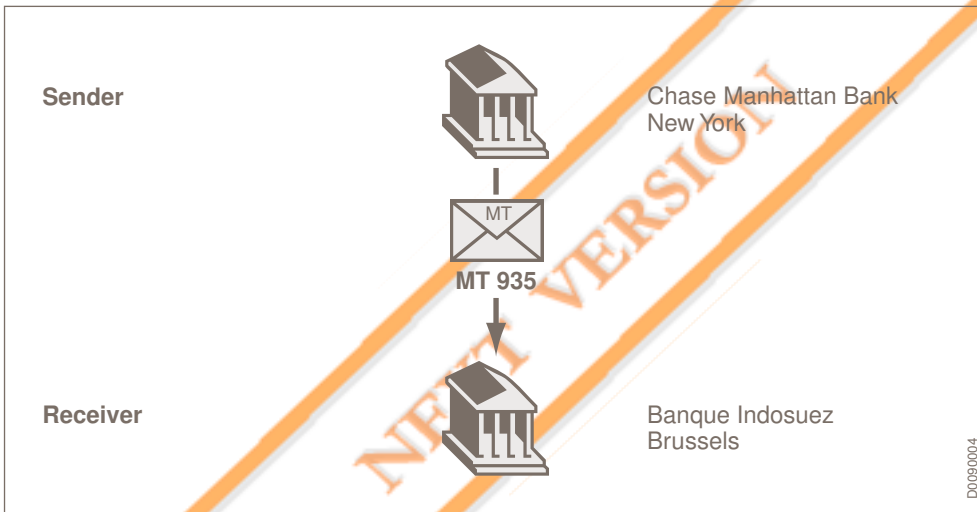 Sender
Chase Manhattan Bank
New York
MT
MT 935
NEXT VERSION
Receiver
Banque Indosuez
Brussels
D0090004